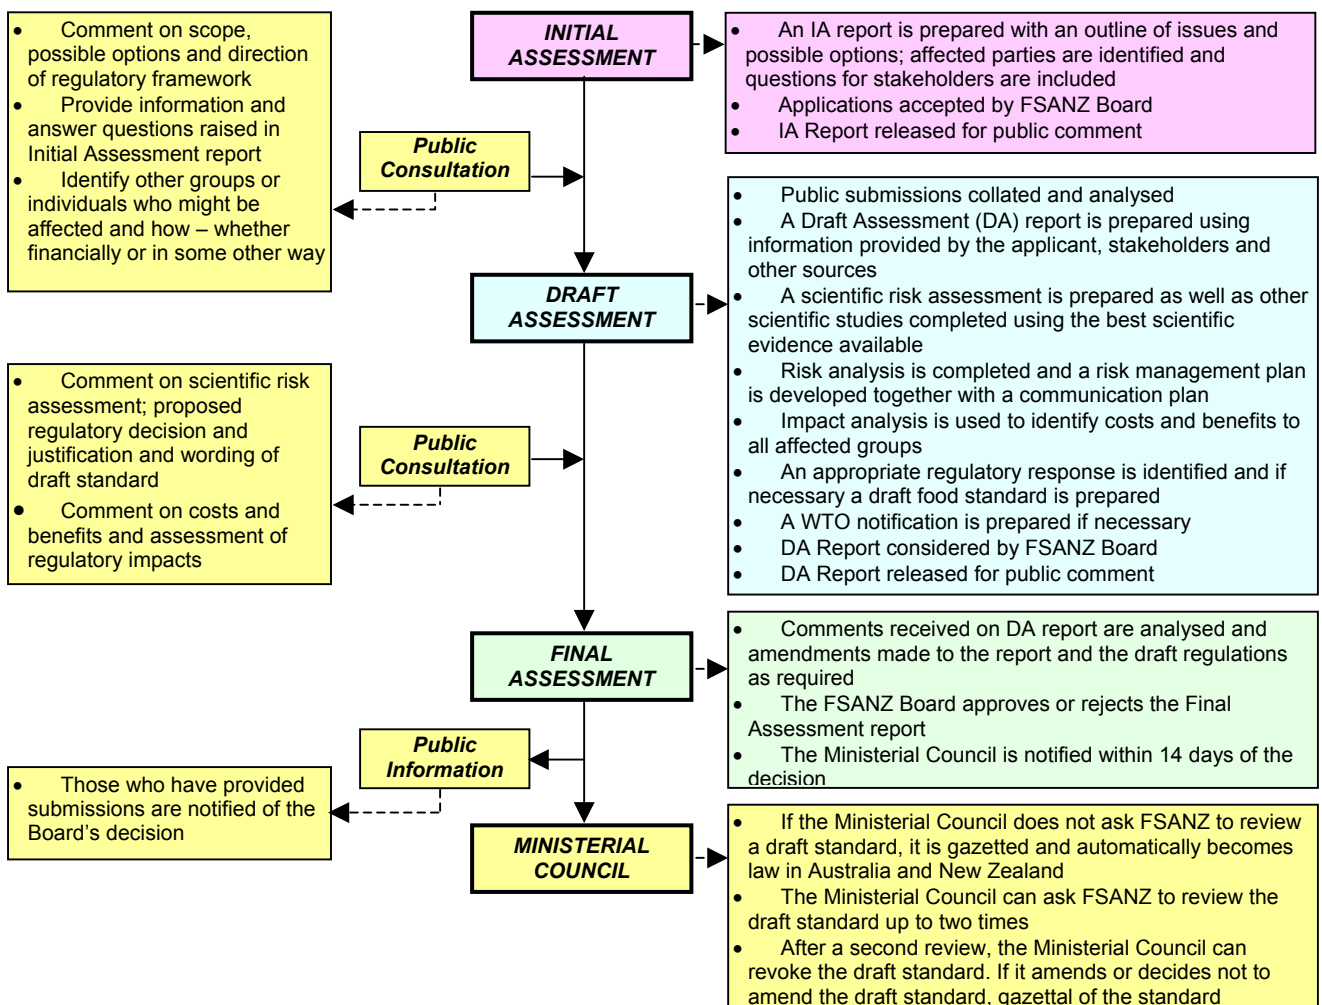 • Comment on scope,
possible options and direction
of regulatory framework
• Provide information and
answer questions raised in
Initial Assessment report
• Identify other groups or
individuals who might be
affected and how – whether
financially or in some other way
INITIAL
ASSESSMENT
• An IA report is prepared with an outline of issues and
possible options; affected parties are identified and
questions for stakeholders are included
• Applications accepted by FSANZ Board
• IA Report released for public comment
Public
Consultation
DRAFT
ASSESSMENT
• Public submissions collated and analysed
• A Draft Assessment (DA) report is prepared using
information provided by the applicant, stakeholders and
other sources
• A scientific risk assessment is prepared as well as other
scientific studies completed using the best scientific
evidence available
• Risk analysis is completed and a risk management plan
is developed together with a communication plan
• Impact analysis is used to identify costs and benefits to
all affected groups
• An appropriate regulatory response is identified and if
necessary a draft food standard is prepared
• A WTO notification is prepared if necessary
• DA Report considered by FSANZ Board
• DA Report released for public comment
• Comment on scientific risk
assessment; proposed
regulatory decision and
justification and wording of
draft standard
• Comment on costs and
benefits and assessment of
regulatory impacts
Public
Consultation
FINAL
ASSESSMENT
• Comments received on DA report are analysed and
amendments made to the report and the draft regulations
as required
• The FSANZ Board approves or rejects the Final
Assessment report
• The Ministerial Council is notified within 14 days of the
decision
Public
Information
• Those who have provided
submissions are notified of the
Board's decision
MINISTERIAL
COUNCIL
• If the Ministerial Council does not ask FSANZ to review
a draft standard, it is gazetted and automatically becomes
law in Australia and New Zealand
• The Ministerial Council can ask FSANZ to review the
draft standard up to two times
• After a second review, the Ministerial Council can
revoke the draft standard. If it amends or decides not to
amend the draft standard, gazettal of the standard